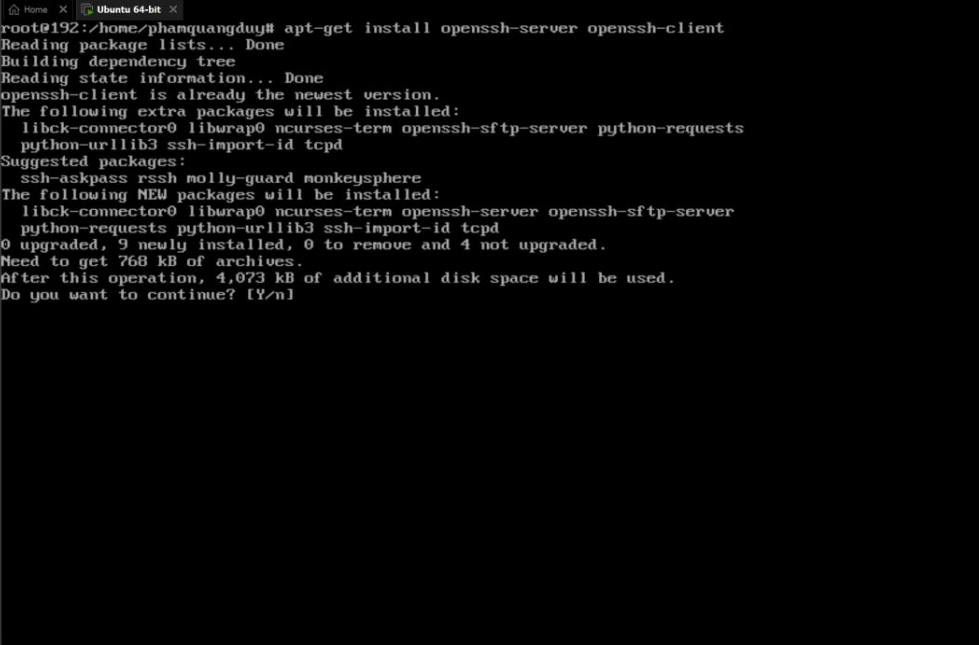 Home
Ubuntu 64-bit
root@192:/home/phamquangduy# apt-get install openssh-server openssh-client
Reading package lists... Done
Building dependency tree
Reading state information... Done
openssh-client is already the newest version.
The following extra packages will be installed:
  libck-connector0 libwrap0 ncurses-term openssh-sftp-server python-requests
  python-urllib3 ssh-import-id tcpd
Suggested packages:
  ssh-askpass rssh molly-guard monkeysphere
The following NEW packages will be installed:
  libck-connector0 libwrap0 ncurses-term openssh-server openssh-sftp-server
  python-requests python-urllib3 ssh-import-id tcpd
0 upgraded, 9 newly installed, 0 to remove and 4 not upgraded.
Need to get 768 kB of archives.
After this operation, 4,073 kB of additional disk space will be used.
Do you want to continue? [Y/n]